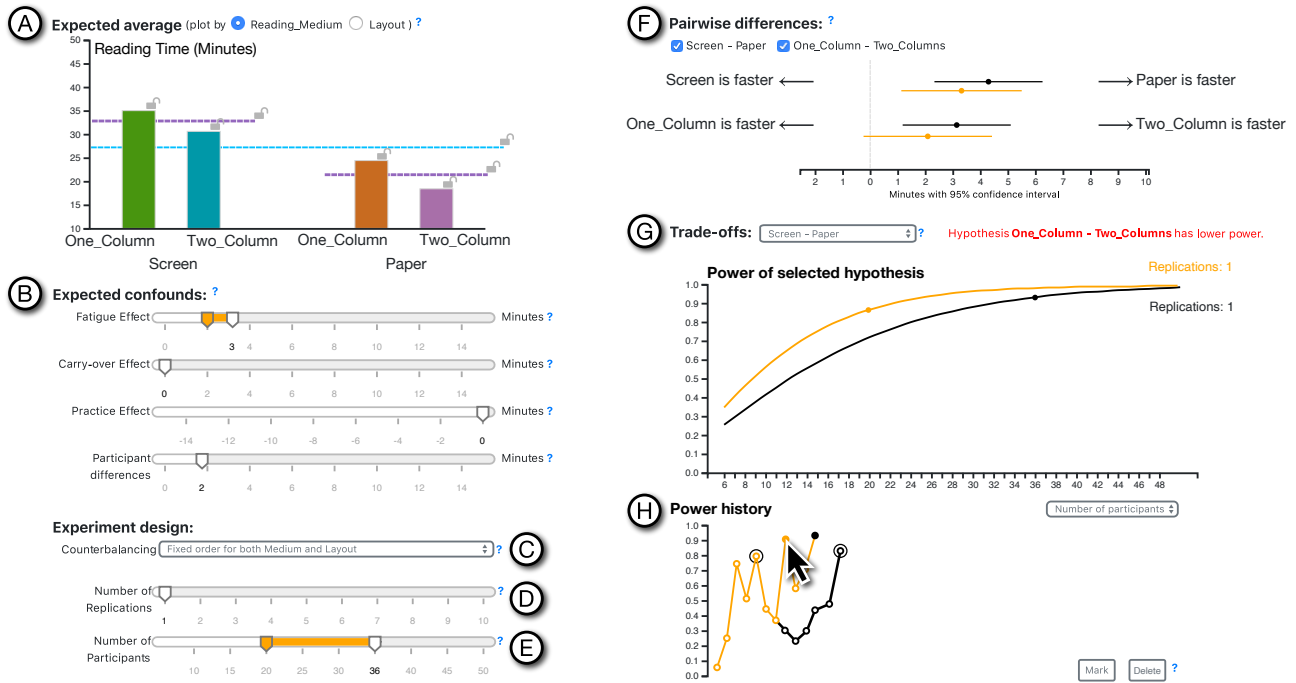 A Expected average (plot by Reading_Medium Layout ) ?
Reading Time (Minutes)
50
45
40
35
30
25
20
15
10
One_Column Two_Column One_Column Two_Column
Screen Paper
B Expected confounds: ?
Fatigue Effect Minutes ?
0 3 4 6 8 10 12 14
Carry-over Effect Minutes ?
0 2 4 6 8 10 12 14
Practice Effect Minutes ?
-14 -12 -10 -8 -6 -4 -2 0
Participant differences Minutes ?
0 2 4 6 8 10 12 14
Experiment design:
Counterbalancing Fixed order for both Medium and Layout ? C
Number of Replications ? D
1 2 3 4 5 6 7 8 9 10
Number of Participants ? E
10 15 20 25 30 36 40 45 50
F Pairwise differences: ?
Screen - Paper One_Column - Two_Columns
Screen is faster Paper is faster
One_Column is faster Two_Column is faster
2 1 0 1 2 3 4 5 6 7 8 9 10
Minutes with 95% confidence interval
G Trade-offs: Screen - Paper ? Hypothesis One_Column - Two_Columns has lower power.
Power of selected hypothesis
Replications: 1
Replications: 1
1.0
0.9
0.8
0.7
0.6
0.5
0.4
0.3
0.2
0.1
0.0
6 8 10 12 14 16 18 20 22 24 26 28 30 32 34 36 38 40 42 44 46 48
H Power history Number of participants
1.0
0.9
0.8
0.7
0.6
0.5
0.4
0.3
0.2
0.1
0.0
Mark Delete ?